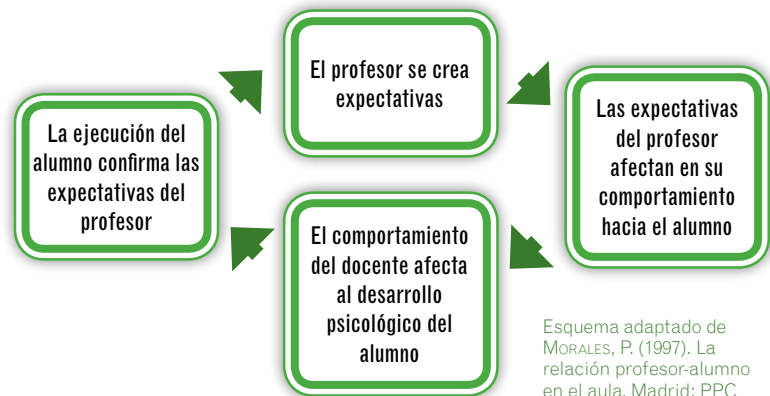 El profesor se crea
expectativas
La ejecución del
alumno confirma las
expectativas del
profesor
Las expectativas
del profesor
afectan en su
comportamiento
hacia el alumno
El comportamiento
del docente afecta
al desarrollo
psicológico del
alumno
Esquema adaptado de
MORALES, P. (1997). La
relación profesor-alumno
en el aula. Madrid: PPC